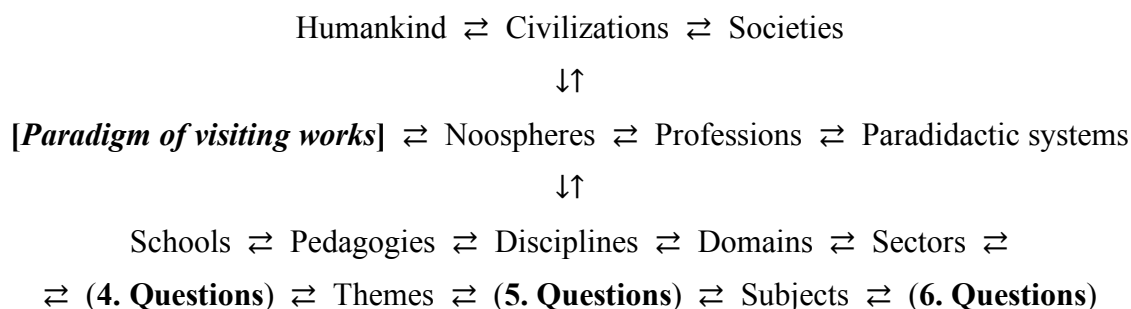 Humankind ⇄ Civilizations ⇄ Societies
↓↑
[Paradigm of visiting works] ⇄ Noospheres ⇄ Professions ⇄ Paradidactic systems
↓↑
Schools ⇄ Pedagogies ⇄ Disciplines ⇄ Domains ⇄ Sectors ⇄
⇄ (4. Questions) ⇄ Themes ⇄ (5. Questions) ⇄ Subjects ⇄ (6. Questions)